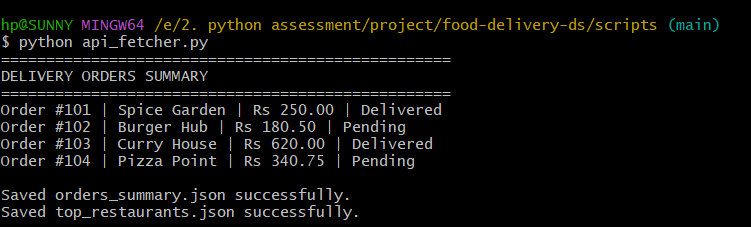 hp@SUNNY MINGW64 /e/2. python assessment/project/food-delivery-ds/scripts (main)
$ python api_fetcher.py
==================================================
DELIVERY ORDERS SUMMARY
==================================================
Order #101 | Spice Garden | Rs 250.00 | Delivered
Order #102 | Burger Hub | Rs 180.50 | Pending
Order #103 | Curry House | Rs 620.00 | Delivered
Order #104 | Pizza Point | Rs 340.75 | Pending
Saved orders_summary.json successfully.
Saved top_restaurants.json successfully.